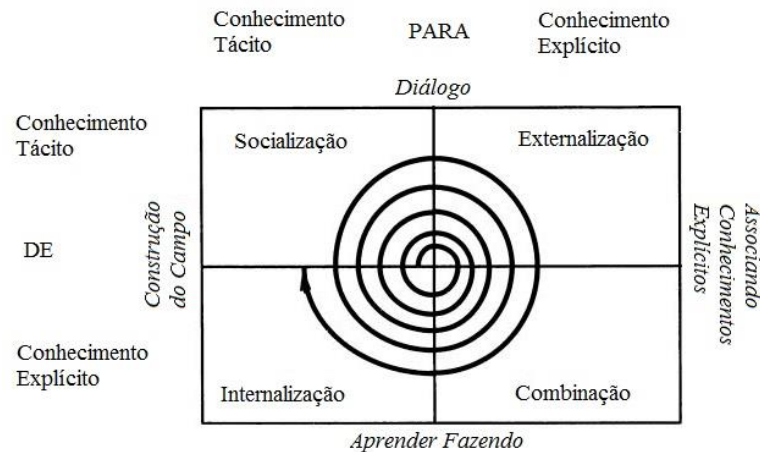 Conhecimento
Tácito
PARA
Conhecimento
Explícito
Diálogo
Conhecimento
Tácito
Socialização
Externalização
DE
Construção
do Campo
Associando
Conhecimentos
Explícitos
Conhecimento
Explícito
Internalização
Combinação
Aprender Fazendo